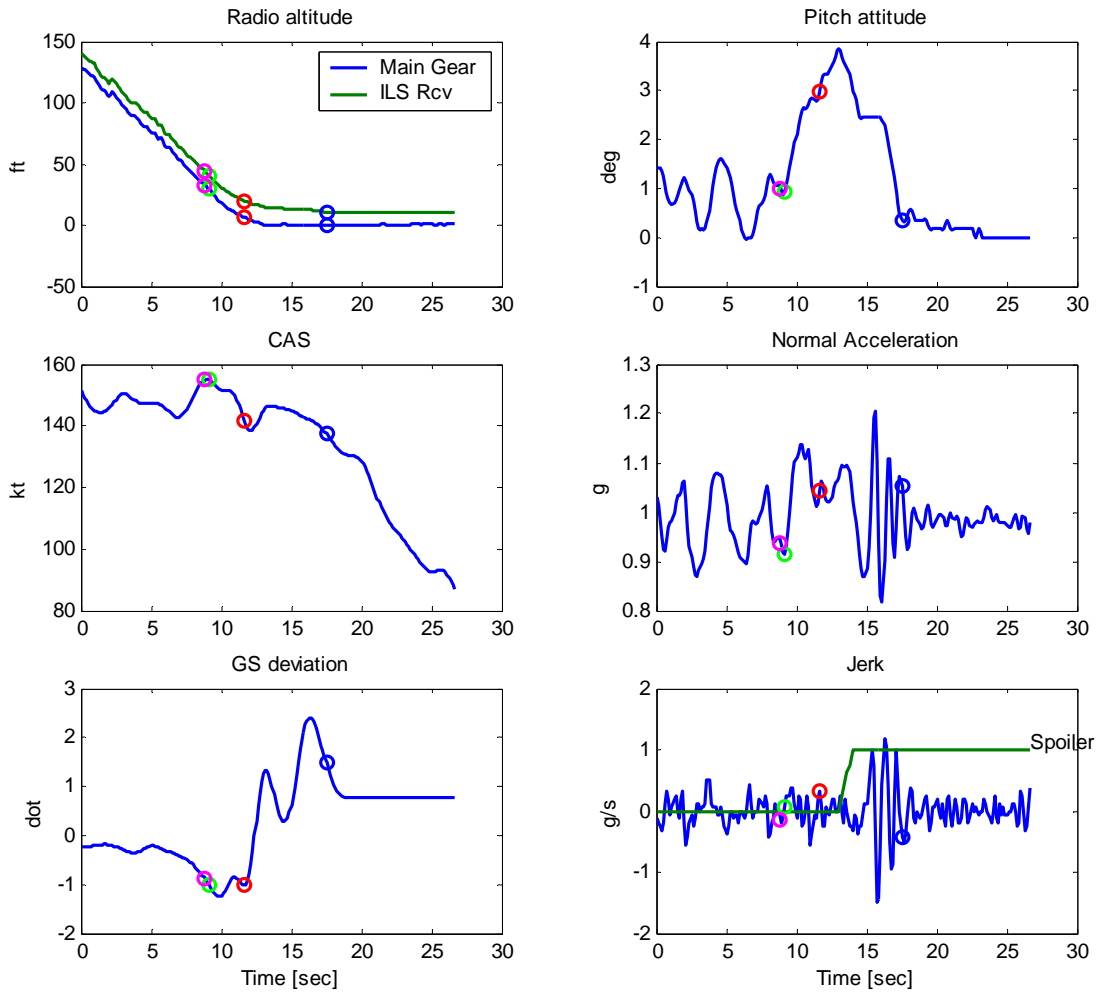 Radio altitude
150
100
50
0
-50
ft
Main Gear
ILS Rcv
0 5 10 15 20 25 30
Pitch attitude
4
3
2
1
0
-1
deg
0 5 10 15 20 25 30
CAS
160
140
120
100
80
kt
0 5 10 15 20 25 30
Normal Acceleration
1.3
1.2
1.1
1
0.9
0.8
g
0 5 10 15 20 25 30
GS deviation
3
2
1
0
-1
-2
dot
0 5 10 15 20 25 30
Time [sec]
Jerk
2
1
0
-1
-2
g/s
Spoiler
0 5 10 15 20 25 30
Time [sec]